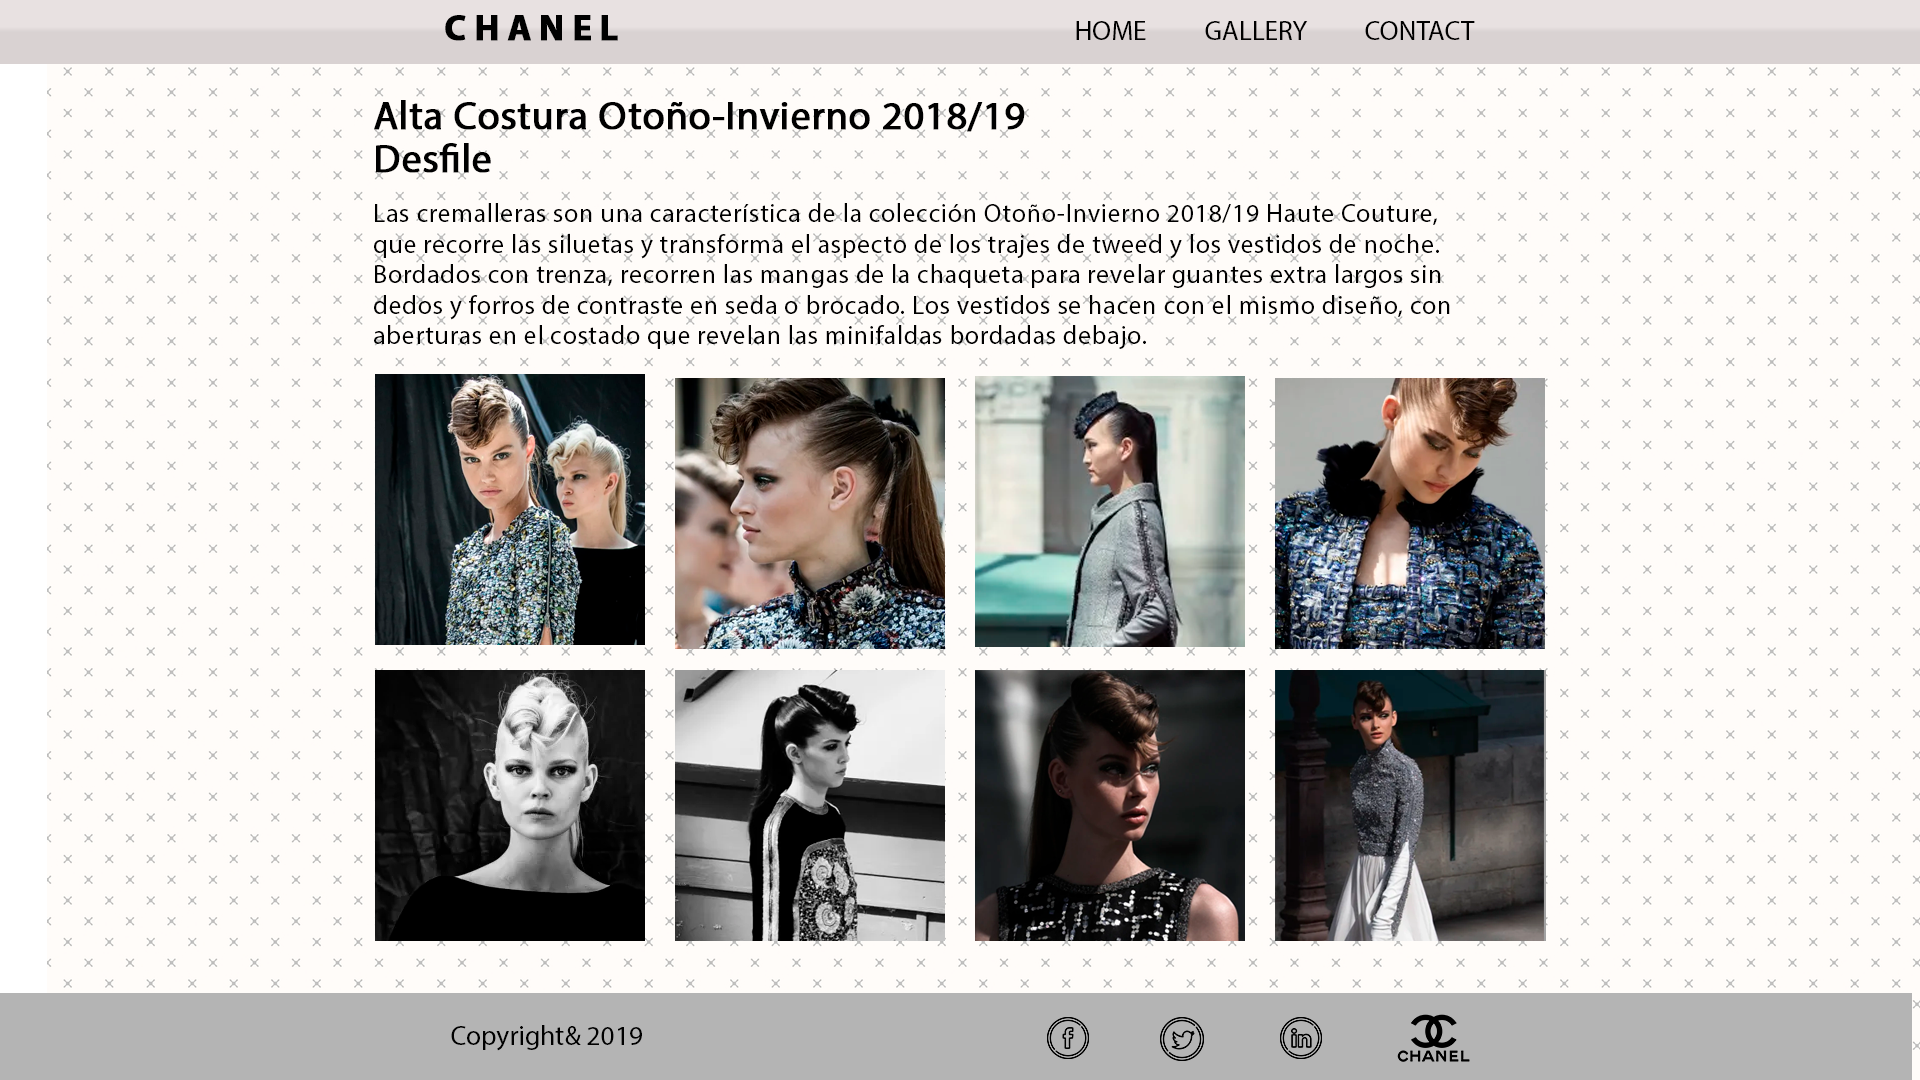 CHANEL
HOME GALLERY CONTACT
Alta Costura Otoño-Invierno 2018/19
Desfile
Las cremalleras son una característica de la colección Otoño-Invierno 2018/19 Haute Couture,
que recorre las siluetas y transforma el aspecto de los trajes de tweed y los vestidos de noche.
Bordados con trenza, recorren las mangas de la chaqueta para revelar guantes extra largos sin
dedos y forros de contraste en seda o brocado. Los vestidos se hacen con el mismo diseño, con
aberturas en el costado que revelan las minifaldas bordadas debajo.
Copyright& 2019
CHANEL